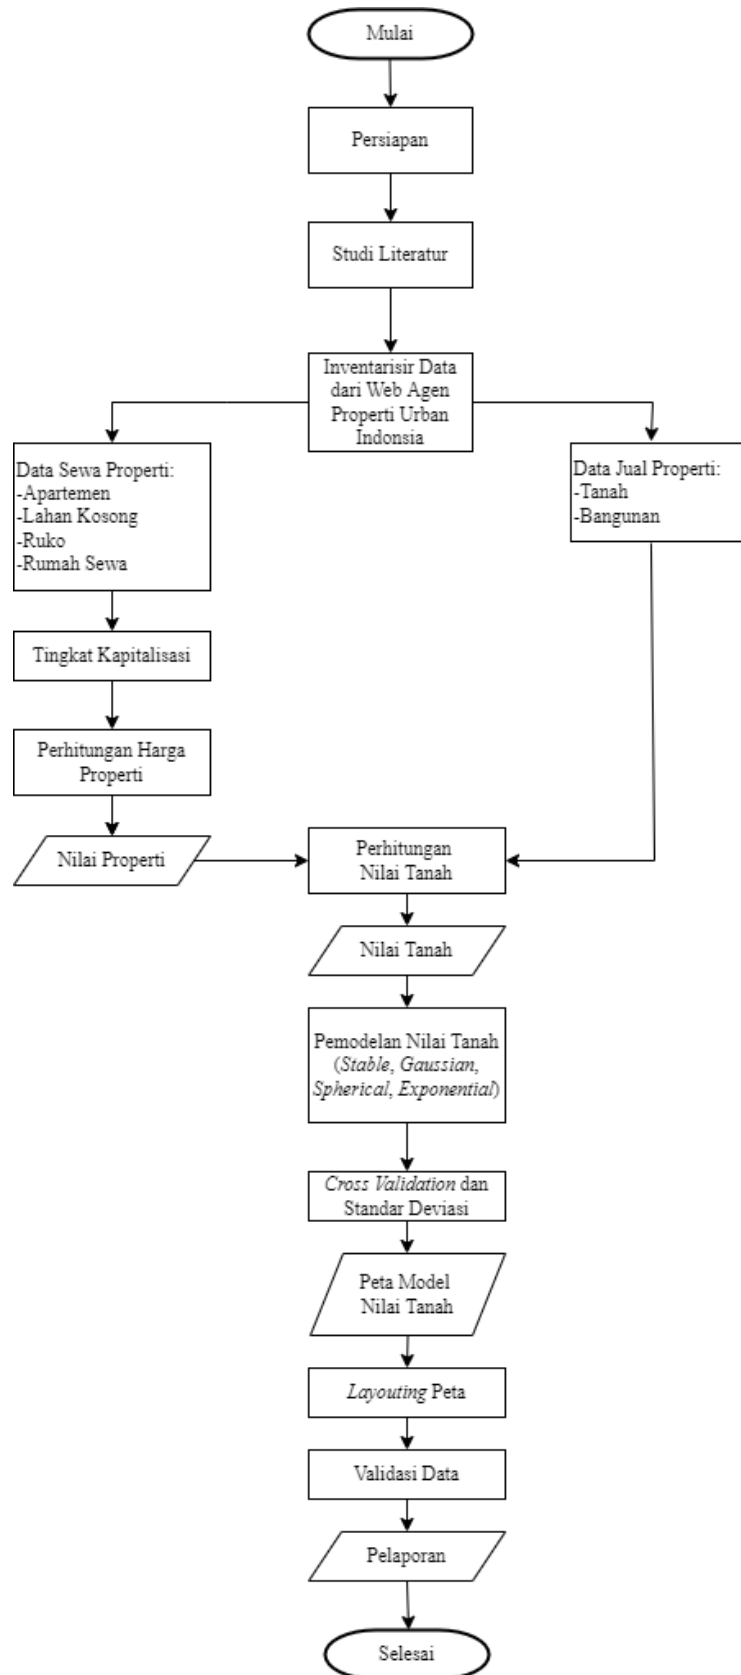 Mulai
Persiapan
Studi Literatur
Inventarisir Data
dari Web Agen
Properti Urban
Indonsia
Data Sewa Properti:
-Apartemen
-Lahan Kosong
-Ruko
-Rumah Sewa
Data Jual Properti:
-Tanah
-Bangunan
Tingkat Kapitalisasi
Perhitungan Harga
Properti
Nilai Properti
Perhitungan
Nilai Tanah
Nilai Tanah
Pemodelan Nilai Tanah
(Stable, Gaussian,
Spherical, Exponential)
Cross Validation dan
Standar Deviasi
Peta Model
Nilai Tanah
Layouting Peta
Validasi Data
Pelaporan
Selesai